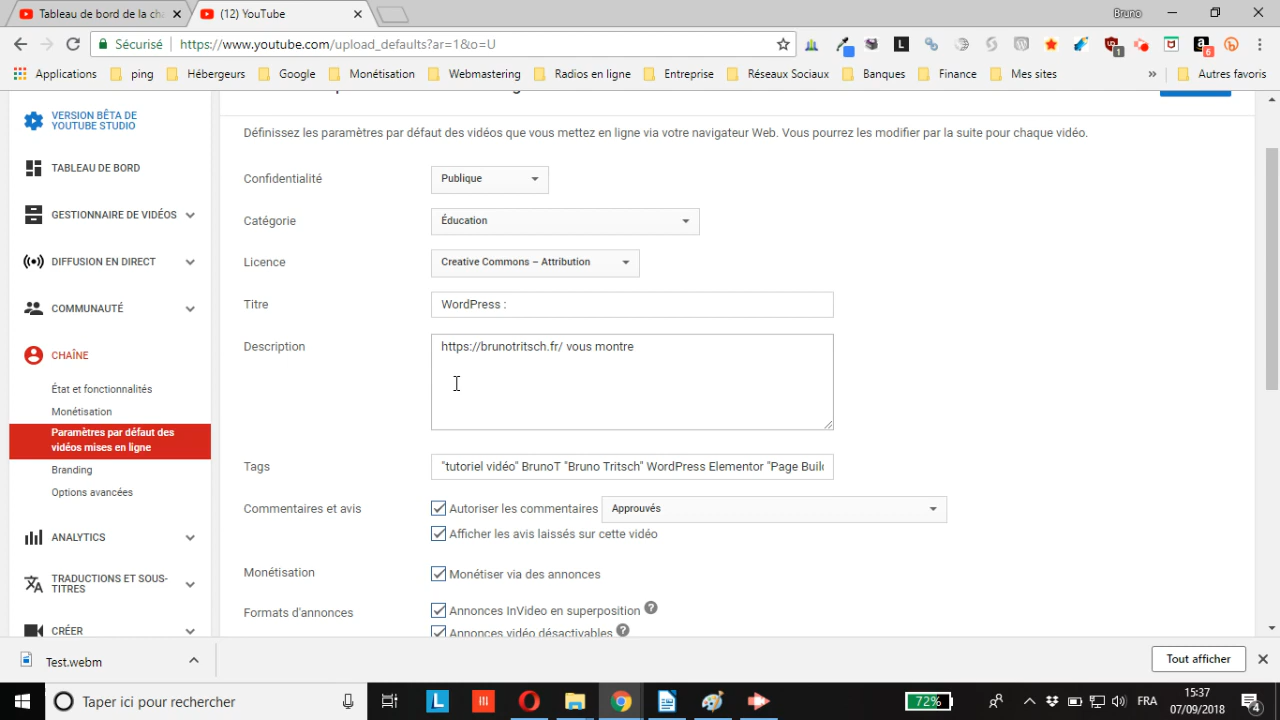 Tableau de bord de la cha
(12) YouTube
Bruno
Sécurisé
https://www.youtube.com/upload_defaults?ar=1&o=U
1
6
Applications
ping
Hébergeurs
Google
Monétisation
Webmastering
Radios en ligne
Entreprise
Réseaux Sociaux
Banques
Finance
Mes sites
»
Autres favoris
VERSION BÊTA DE
YOUTUBE STUDIO
TABLEAU DE BORD
GESTIONNAIRE DE VIDÉOS
DIFFUSION EN DIRECT
COMMUNAUTÉ
CHAÎNE
État et fonctionnalités
Monétisation
Paramètres par défaut des
vidéos mises en ligne
Branding
Options avancées
ANALYTICS
TRADUCTIONS ET SOUS-
TITRES
CRÉER
Définissez les paramètres par défaut des vidéos que vous mettez en ligne via votre navigateur Web. Vous pourrez les modifier par la suite pour chaque vidéo.
Confidentialité
Publique
Catégorie
Éducation
Licence
Creative Commons – Attribution
Titre
WordPress :
Description
https://brunotritsch.fr/ vous montre
Tags
"tutoriel vidéo" BrunoT "Bruno Tritsch" WordPress Elementor "Page Buil
Commentaires et avis
Autoriser les commentaires
Approuvés
Afficher les avis laissés sur cette vidéo
Monétisation
Monétiser via des annonces
Formats d'annonces
Annonces InVideo en superposition
?
Annonces vidéo désactivables
?
Test.webm
Tout afficher
Taper ici pour rechercher
L
72%
FRA
15:37
07/09/2018
4